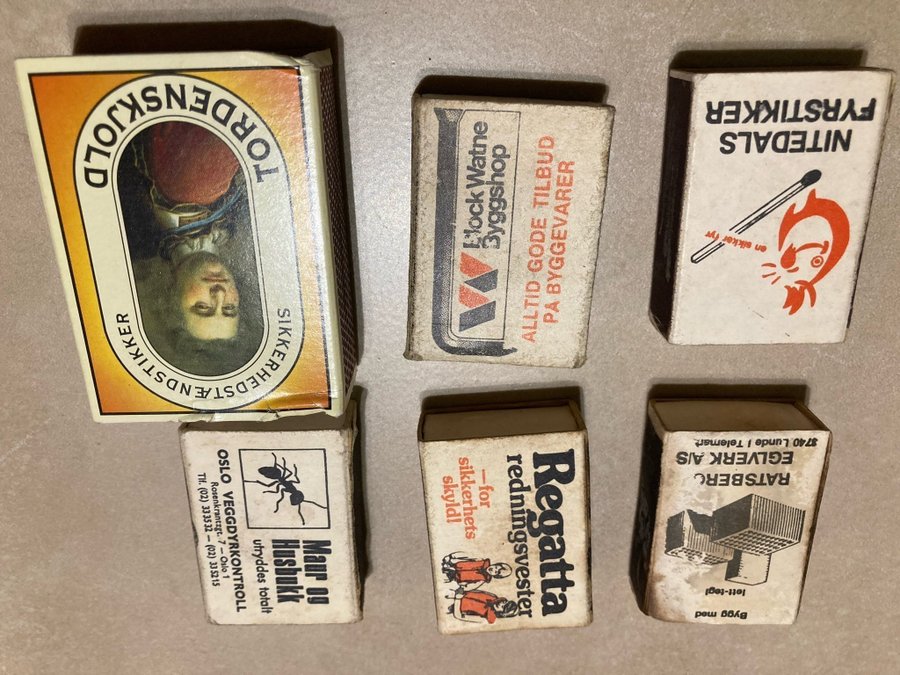 TORDENSKJOLD
SIKKERHEDSTÆNDSTIKKER
Block Watne
Byggshop
ALLTID GODE TILBUD
PÅ BYGGEVARER
NITEDALS
FYRSTIKKER
en sikker fyr
Maur og
Husbukk
utryddes totalt
OSLO VEGGDYRKONTROLL
Rosenkrantzgt. 7 – Oslo 1
Tlf. (02) 333532 – (02) 335215
Regatta
redningsvester
—for
sikkerhets
skyld!
Bygg med
lett-tegl
RATSBERG
TEGLVERK A/S
3740 Lunde i Telemark